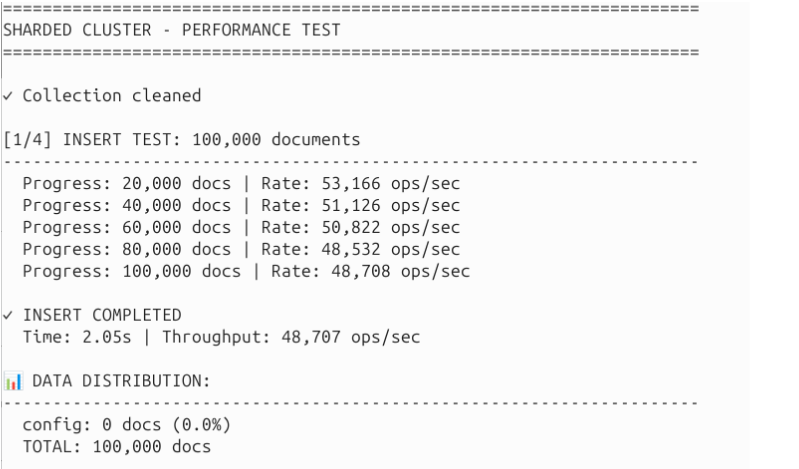 ======================================================================
SHARDED CLUSTER - PERFORMANCE TEST
======================================================================
✓ Collection cleaned
[1/4] INSERT TEST: 100,000 documents
----------------------------------------------------------------------
Progress: 20,000 docs | Rate: 53,166 ops/sec
Progress: 40,000 docs | Rate: 51,126 ops/sec
Progress: 60,000 docs | Rate: 50,822 ops/sec
Progress: 80,000 docs | Rate: 48,532 ops/sec
Progress: 100,000 docs | Rate: 48,708 ops/sec
✓ INSERT COMPLETED
Time: 2.05s | Throughput: 48,707 ops/sec
📊 DATA DISTRIBUTION:
----------------------------------------------------------------------
config: 0 docs (0.0%)
TOTAL: 100,000 docs